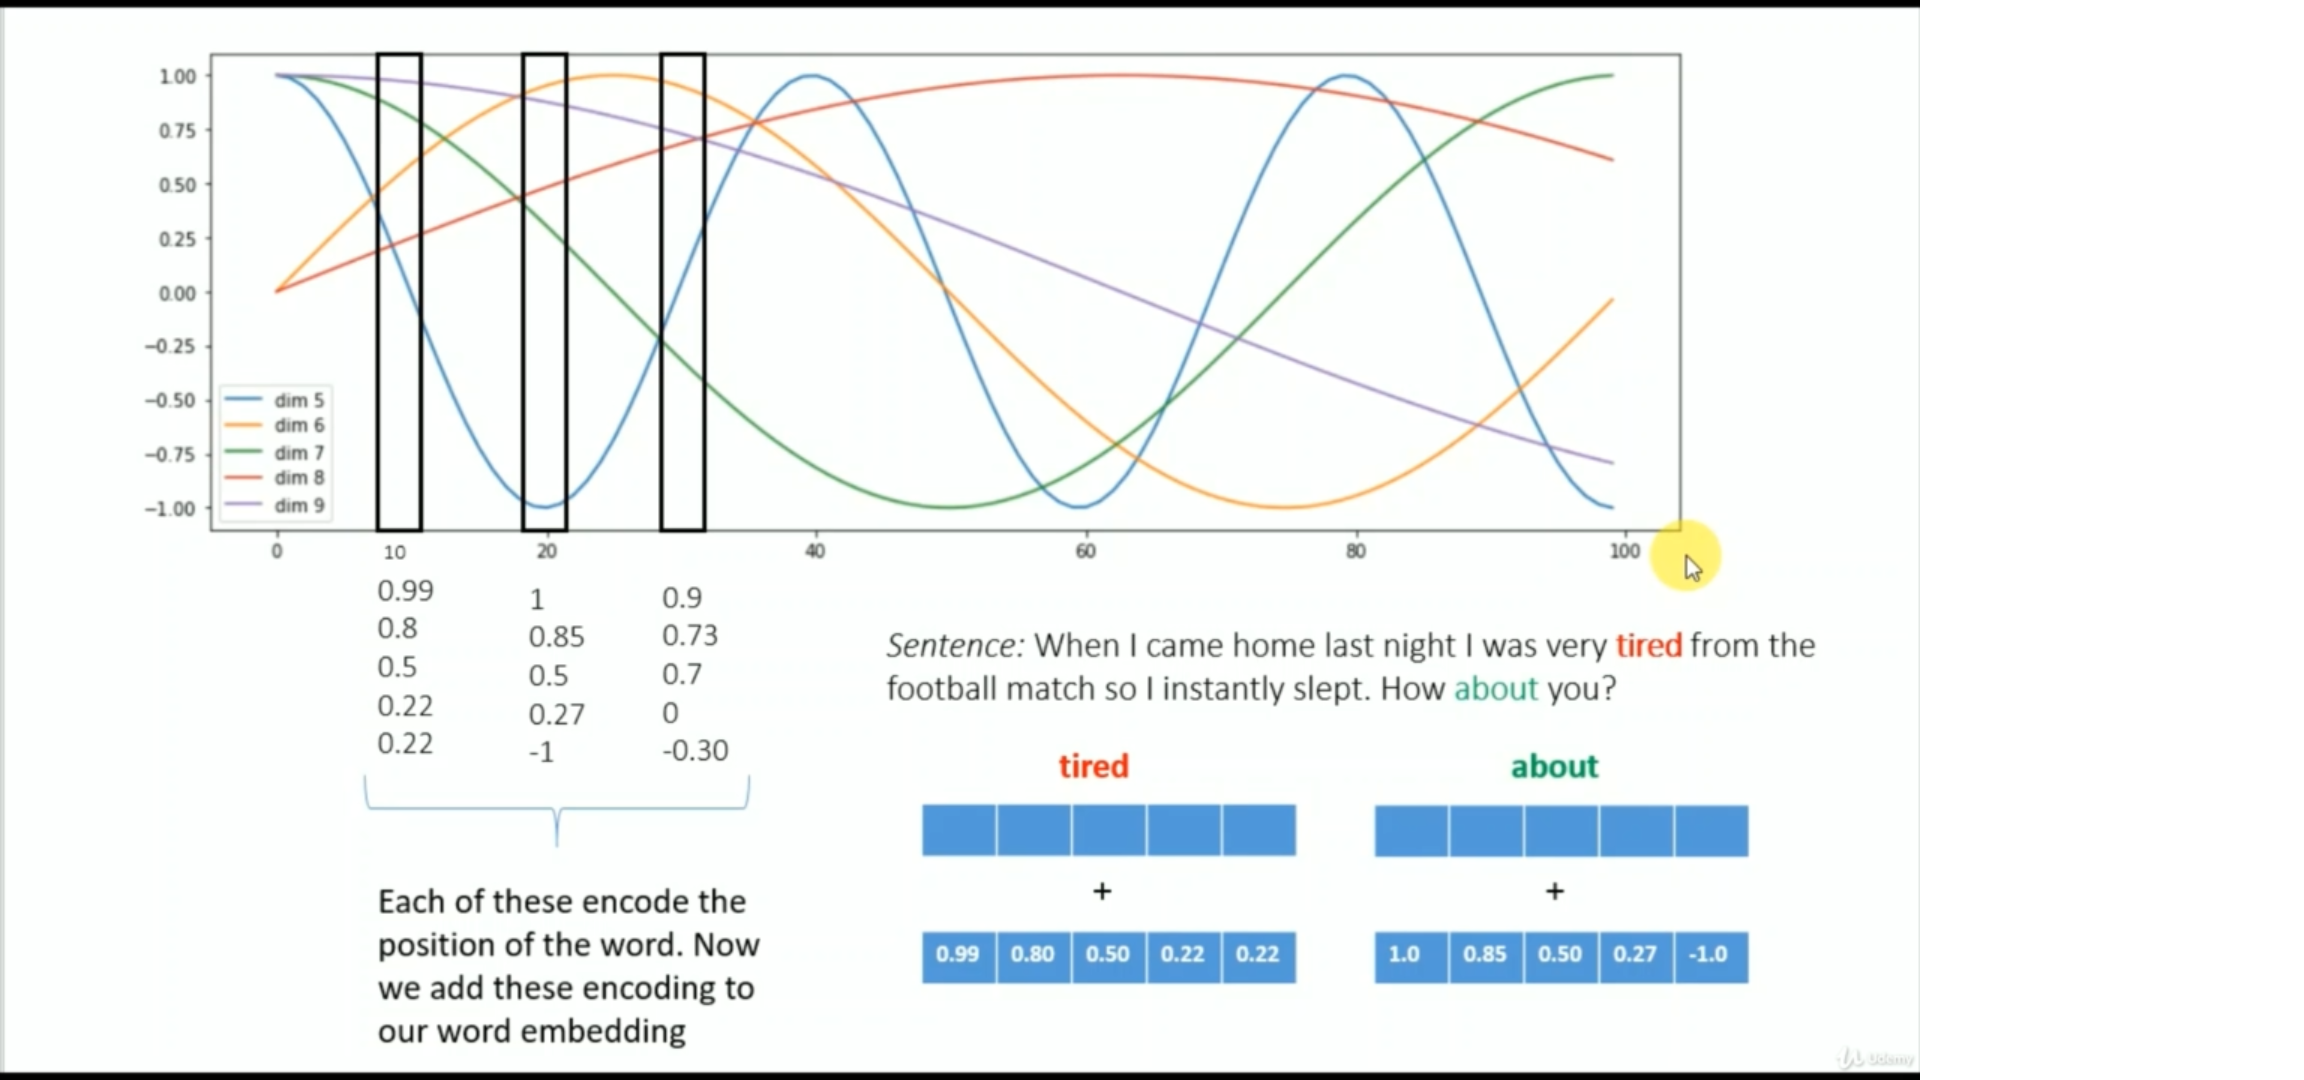 1.00
0.75
0.50
0.25
0.00
−0.25
−0.50
−0.75
−1.00
dim 5
dim 6
dim 7
dim 8
dim 9
0 10 20 40 60 80 100
0.99 1 0.9
0.8 0.85 0.73
0.5 0.5 0.7
0.22 0.27 0
0.22 -1 -0.30
Each of these encode the
position of the word. Now
we add these encoding to
our word embedding
Sentence: When I came home last night I was very tired from the
football match so I instantly slept. How about you?
tired about
+ +
0.99 0.80 0.50 0.22 0.22 1.0 0.85 0.50 0.27 -1.0
Udemy